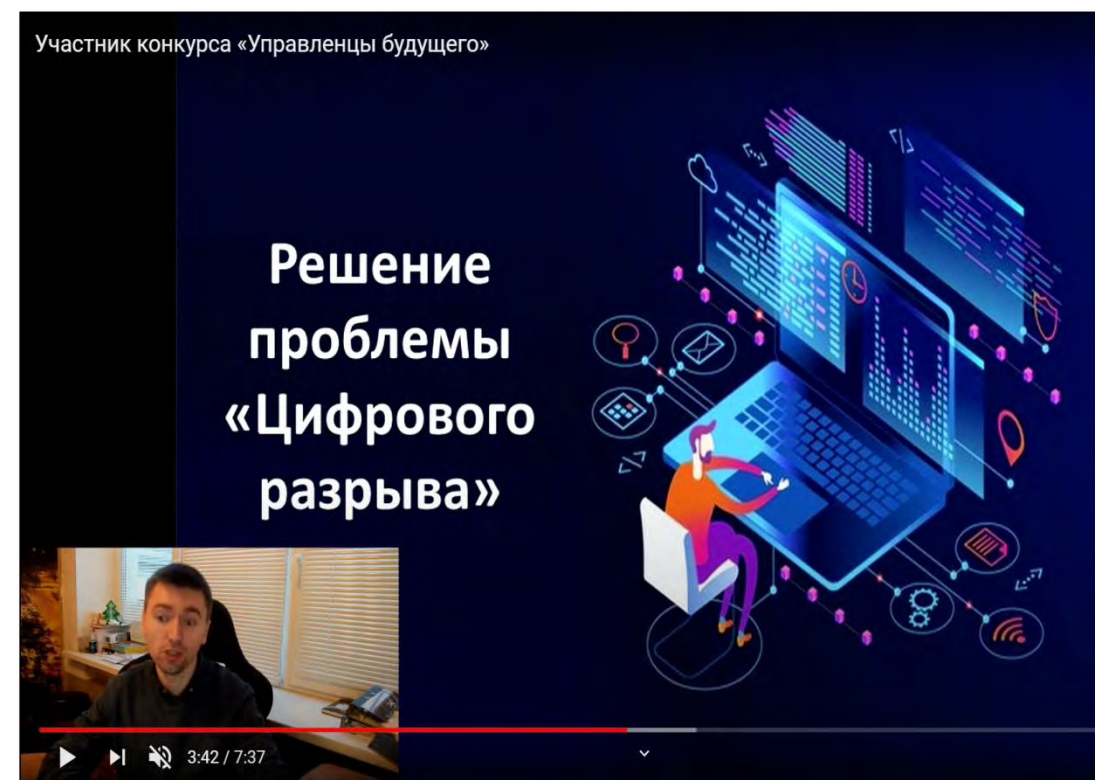 Участник конкурса «Управленцы будущего»
Решение
проблемы
«Цифрового
разрыва»
3:42 / 7:37